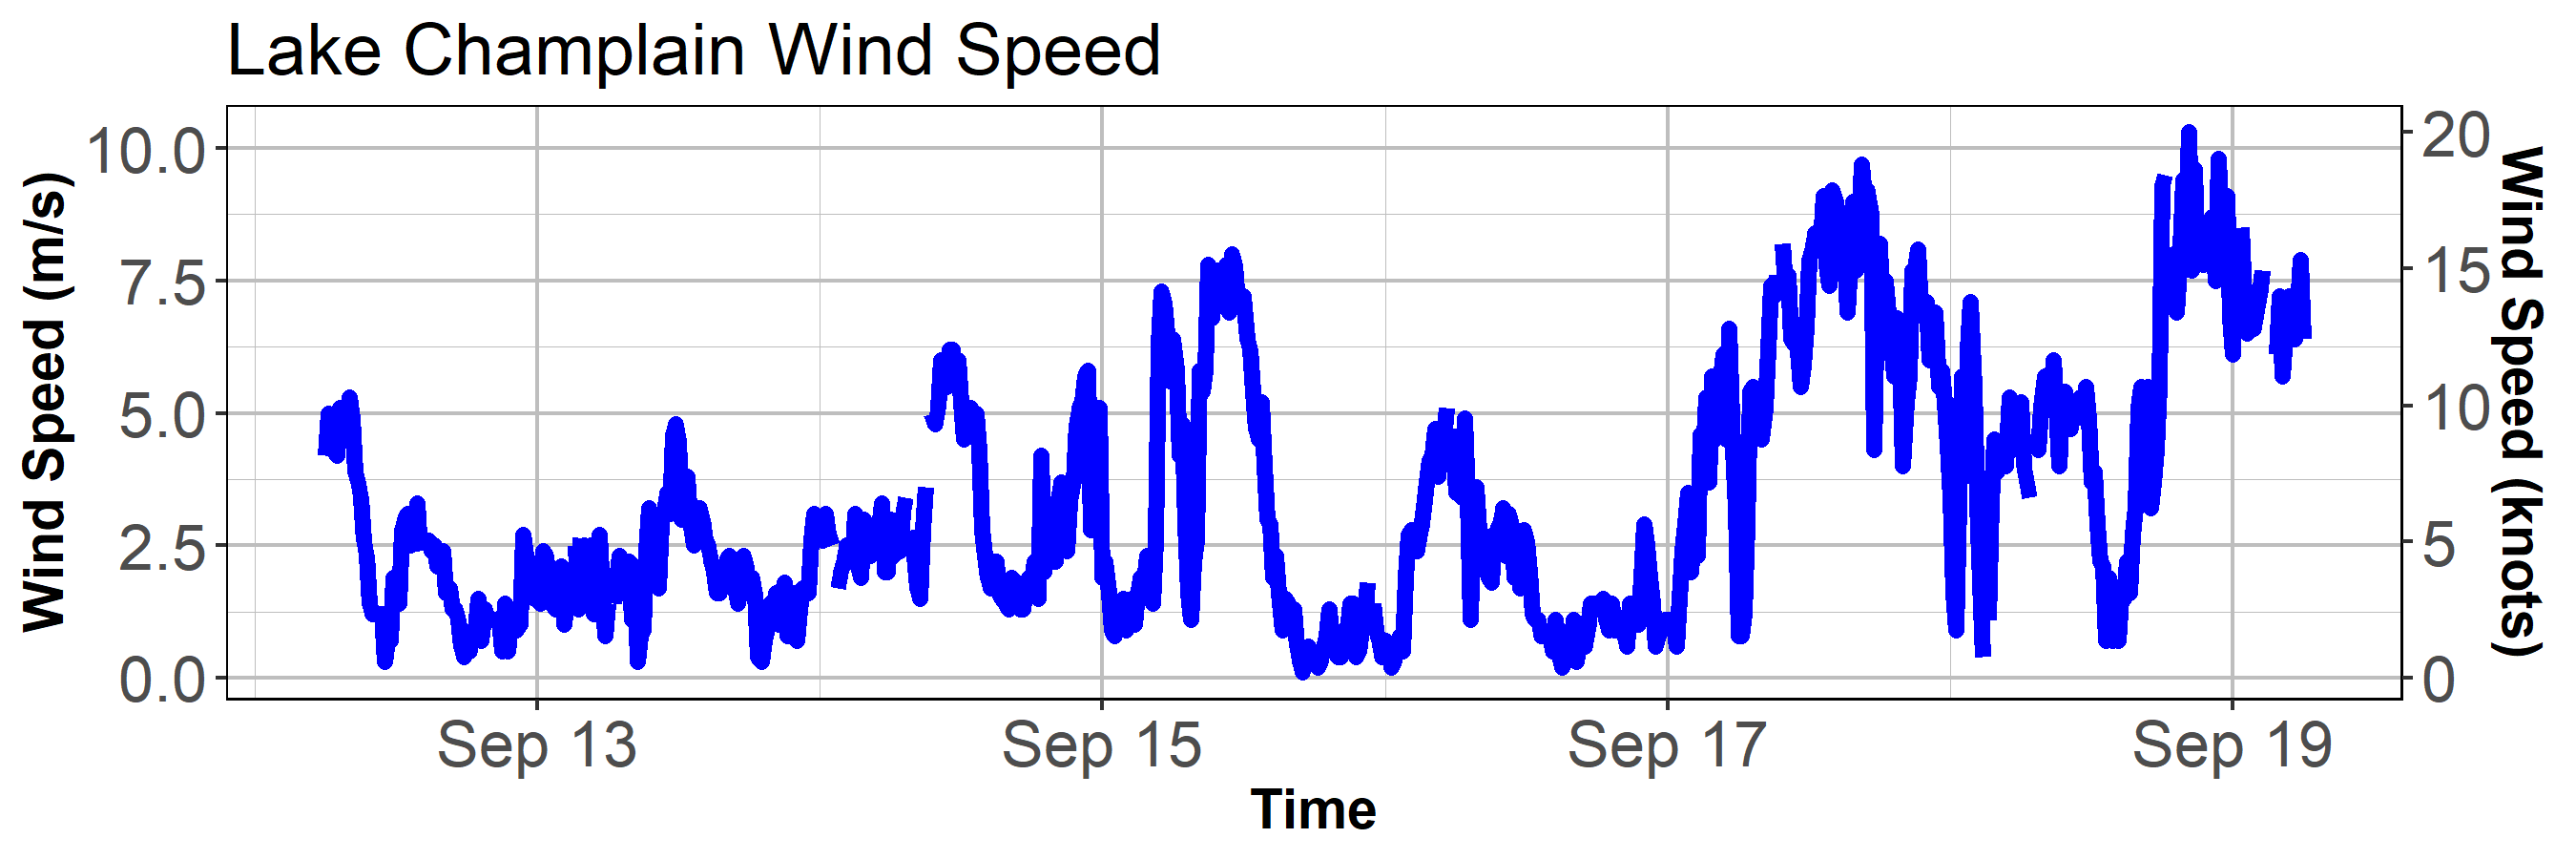 Lake Champlain Wind Speed
Wind Speed (m/s)
10.0
7.5
5.0
2.5
0.0
20
15
10
5
0
Wind Speed (knots)
Sep 13
Sep 15
Sep 17
Sep 19
Time